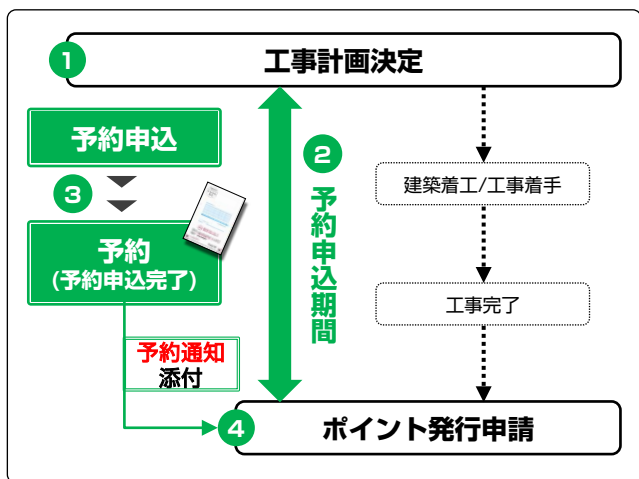 1 工事計画決定
予約申込
3
予約
(予約申込完了)
予約通知
添付
2
予約申込期間
建築着工/工事着手
工事完了
4 ポイント発行申請